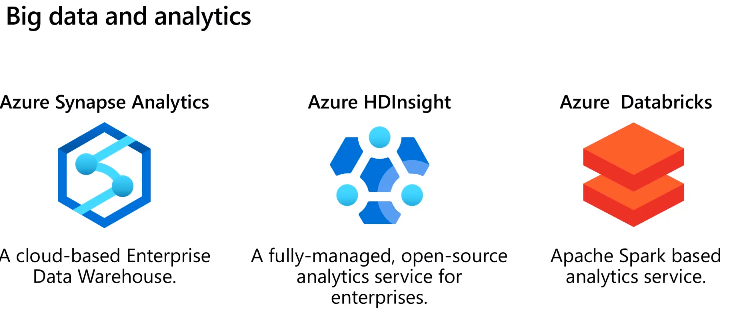 Big data and analytics
Azure Synapse Analytics
A cloud-based Enterprise
Data Warehouse.
Azure HDInsight
A fully-managed, open-source
analytics service for
enterprises.
Azure Databricks
Apache Spark based
analytics service.